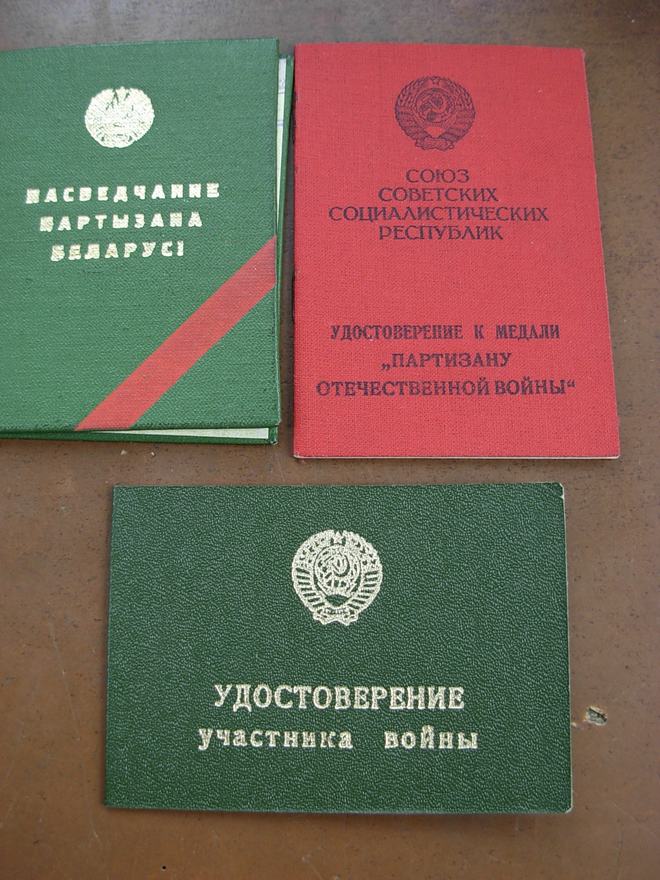 ПАСВЕДЧАННЕ
ПАРТЫЗАНА
БЕЛАРУСІ
СОЮЗ
СОВЕТСКИХ
СОЦИАЛИСТИЧЕСКИХ
РЕСПУБЛИК
УДОСТОВЕРЕНИЕ К МЕДАЛИ
„ПАРТИЗАНУ
ОТЕЧЕСТВЕННОЙ ВОЙНЫ“
УДОСТОВЕРЕНИЕ
участника войны